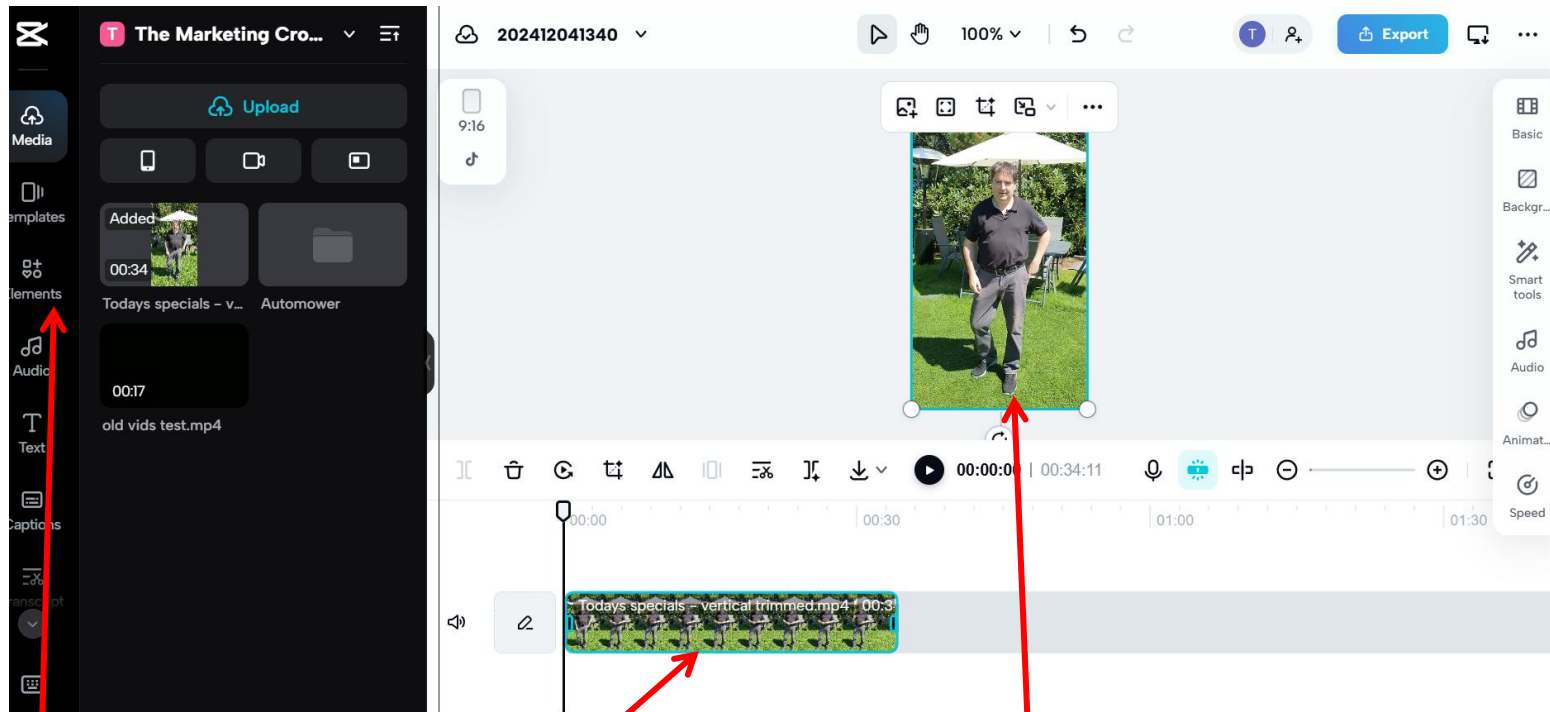 T The Marketing Cro...
202412041340
100%
T
Export
Media
Upload
9:16
Basic
emplates
Added
00:34
Backgr...
lements
Todays specials – v...
Automower
Smart
tools
Audio
00:17
Audio
Text
old vids test.mp4
Animat...
00:00:00 | 00:34:11
Captions
00:00
00:30
01:00
01:30
Speed
ranscript
Todays specials – vertical trimmed.mp4 00:3